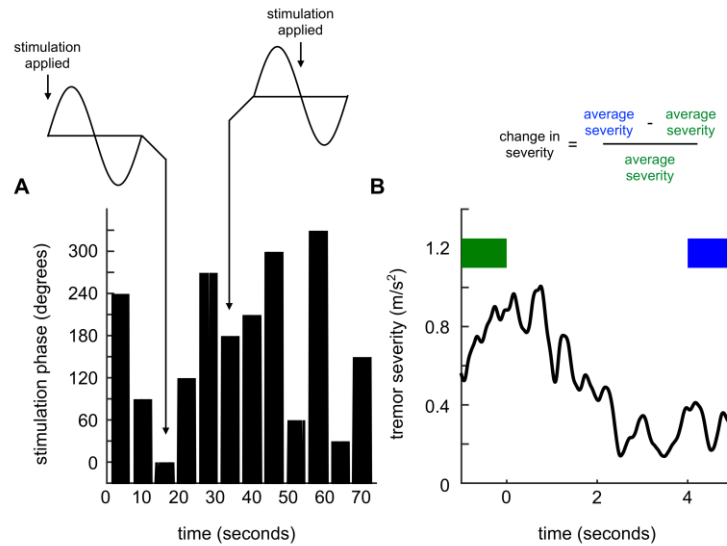 stimulation
applied
stimulation
applied
change in
severity
=
average
severity
-
average
severity
average
severity
A
B
stimulation phase (degrees)
300
240
180
120
60
0
0
10
20
30
40
50
60
70
time (seconds)
tremor severity (m/s²)
1.2
0.8
0.4
0
0
2
4
time (seconds)